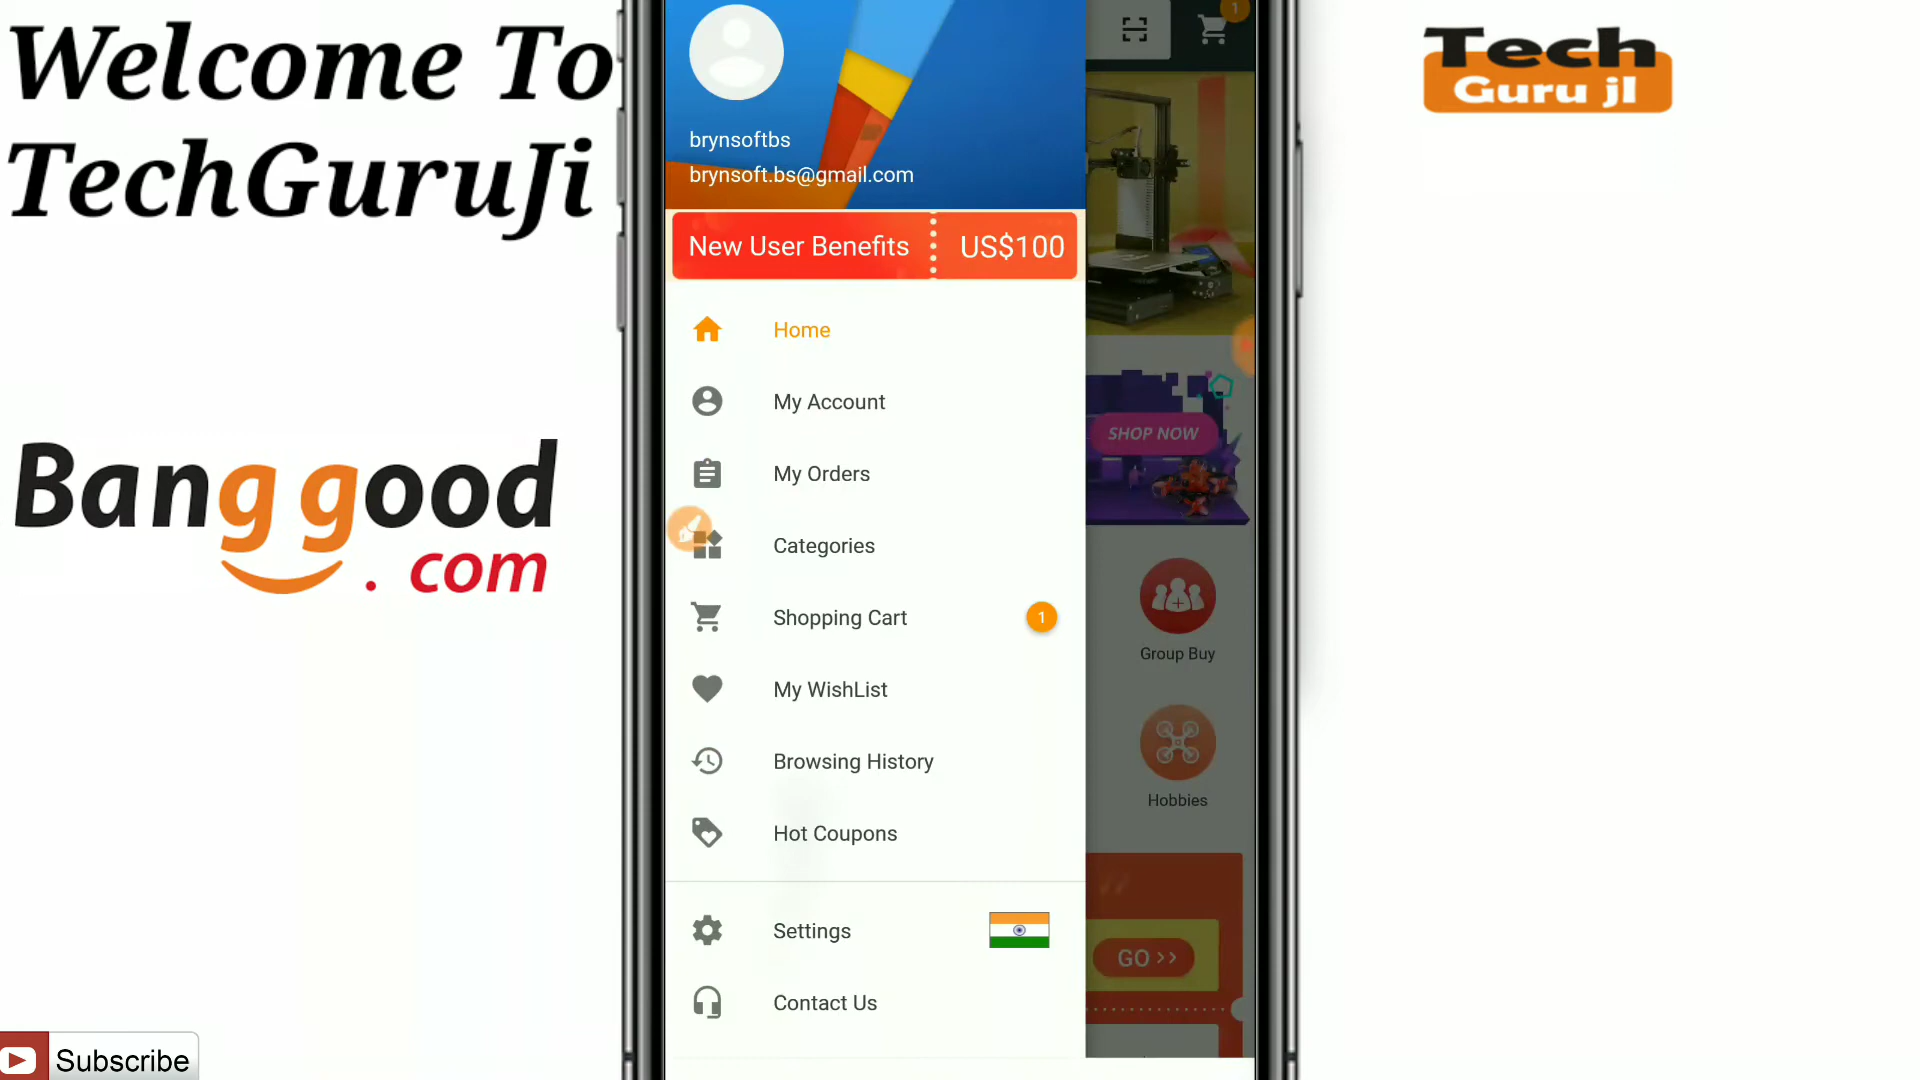 Welcome To
TechGuruJi
Banggood
.com
Subscribe
brynsoftbs
brynsoft.bs@gmail.com
New User Benefits US$100
Home
My Account
My Orders
Categories
Shopping Cart 1
My WishList
Browsing History
Hot Coupons
Settings
Contact Us
1
SHOP NOW
Group Buy
Hobbies
GO >>
Tech
Guru jI